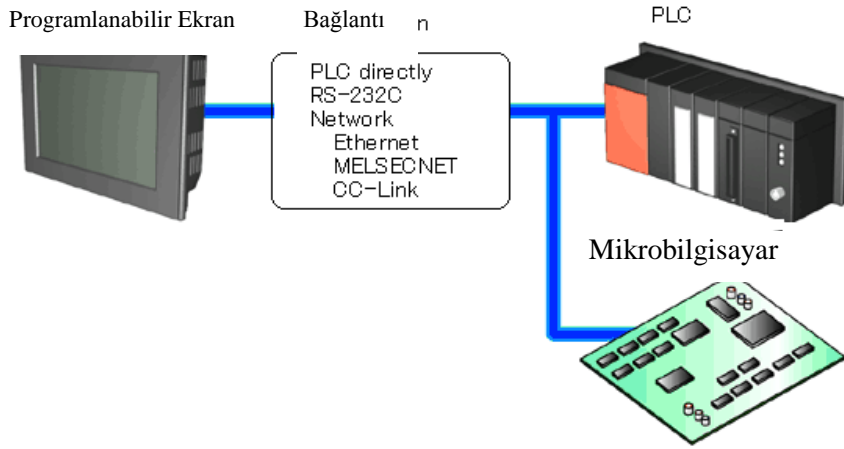 Programlanabilir Ekran
Bağlantı n
PLC
PLC directly
RS-232C
Network
Ethernet
MELSECNET
CC-Link
Mikrobilgisayar